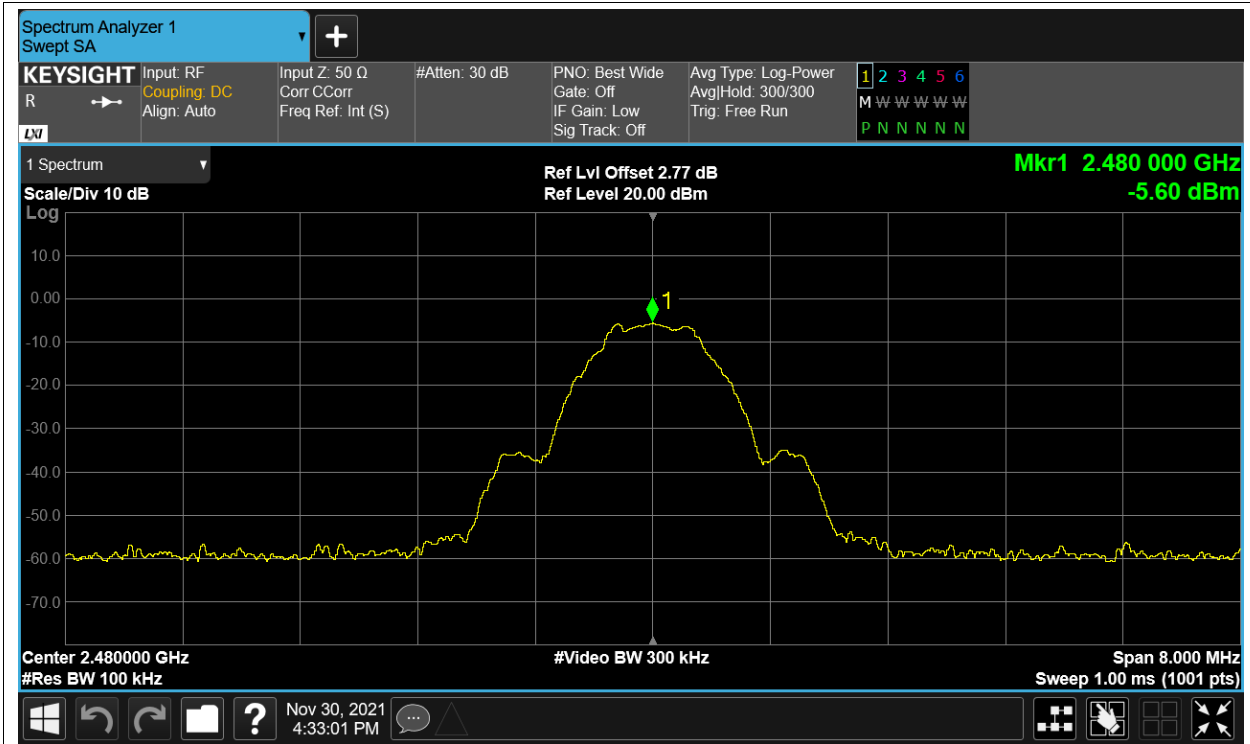 Spectrum Analyzer 1
Swept SA
KEYSIGHT
R
LXI
Input: RF
Coupling: DC
Align: Auto
Input Z: 50 Ω
Corr CCorr
Freq Ref: Int (S)
#Atten: 30 dB
PNO: Best Wide
Gate: Off
IF Gain: Low
Sig Track: Off
Avg Type: Log-Power
Avg|Hold: 300/300
Trig: Free Run
1 2 3 4 5 6
M W W W W W
P N N N N N
1 Spectrum
Scale/Div 10 dB
Log
Ref Lvl Offset 2.77 dB
Ref Level 20.00 dBm
Mkr1 2.480 000 GHz
-5.60 dBm
10.0
0.00
-10.0
-20.0
-30.0
-40.0
-50.0
-60.0
-70.0
1
Center 2.480000 GHz
#Res BW 100 kHz
#Video BW 300 kHz
Span 8.000 MHz
Sweep 1.00 ms (1001 pts)
?
Nov 30, 2021
4:33:01 PM